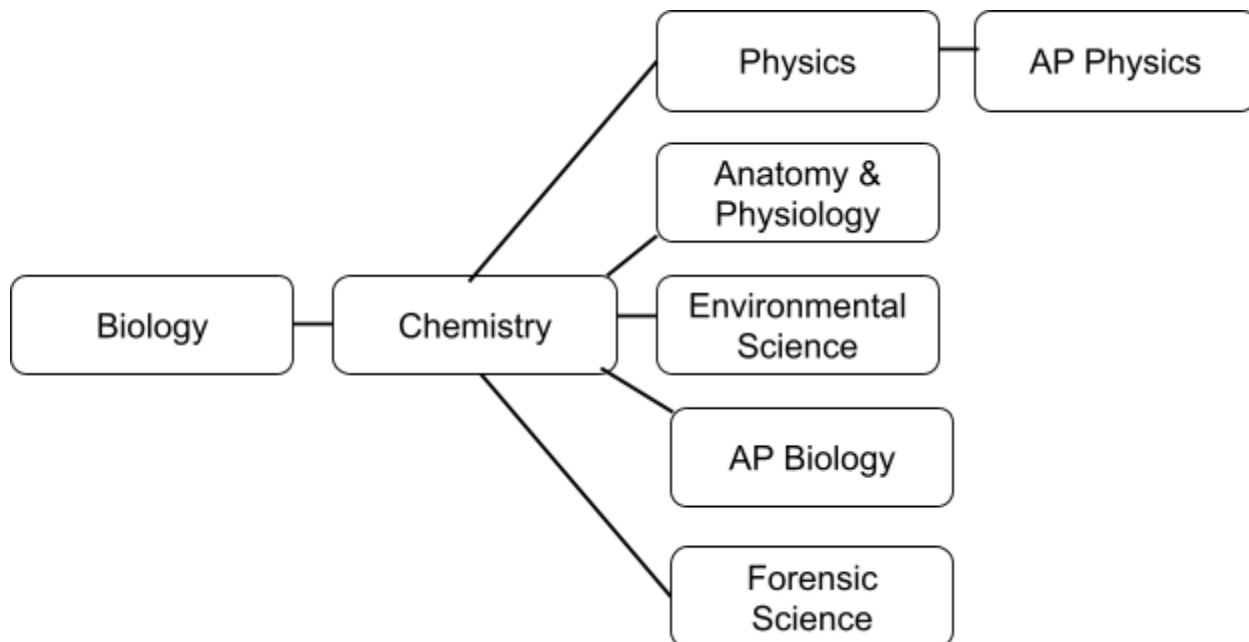 Physics
AP Physics
Anatomy &
Physiology
Biology
Chemistry
Environmental
Science
AP Biology
Forensic
Science